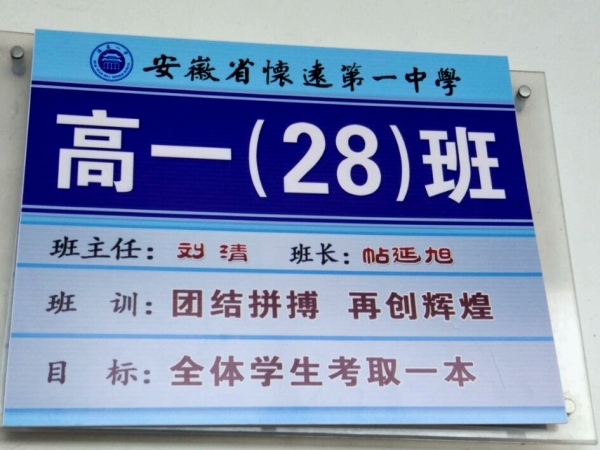 安徽省懷遠第一中學
高一(28)班
班主任：刘清 班长：帖延旭
班 训：团结拼搏 再创辉煌
目 标：全体学生考取一本